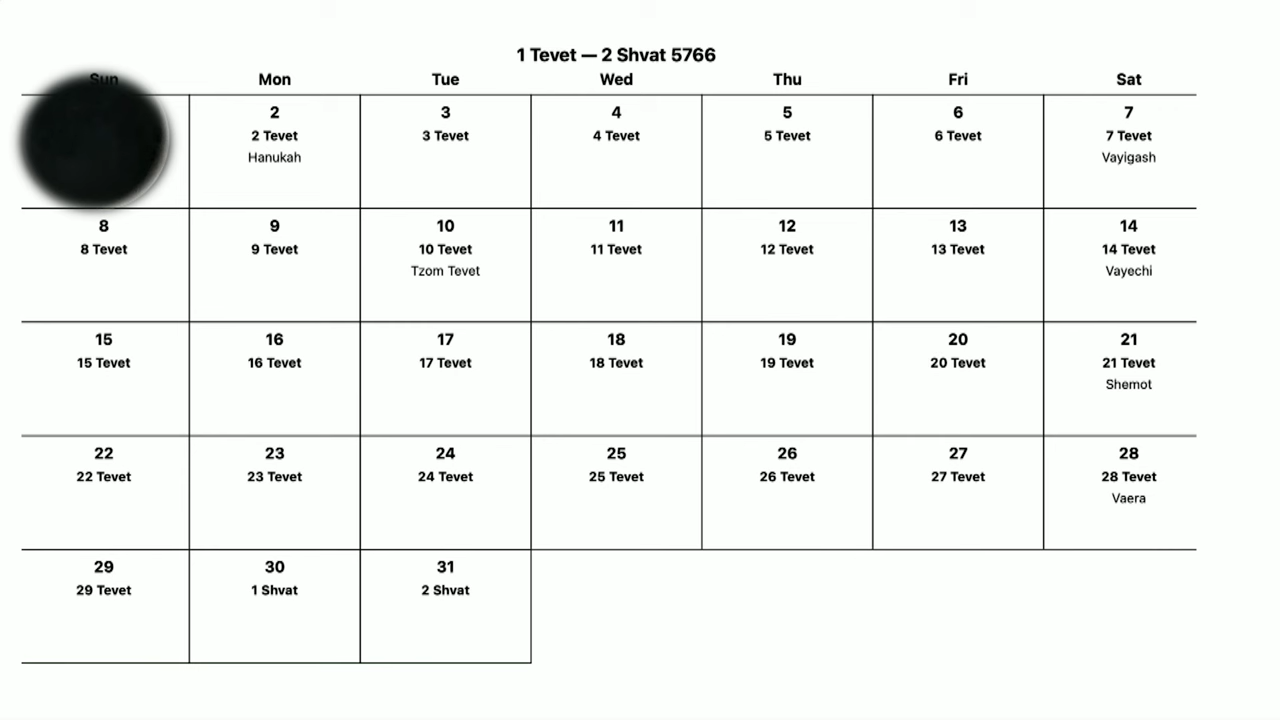 1 Tevet — 2 Shvat 5766
Sun Mon Tue Wed Thu Fri Sat
2 3 4 5 6 7
2 Tevet 3 Tevet 4 Tevet 5 Tevet 6 Tevet 7 Tevet
Hanukah Vayigash
8 9 10 11 12 13 14
8 Tevet 9 Tevet 10 Tevet 11 Tevet 12 Tevet 13 Tevet 14 Tevet
Tzom Tevet Vayechi
15 16 17 18 19 20 21
15 Tevet 16 Tevet 17 Tevet 18 Tevet 19 Tevet 20 Tevet 21 Tevet
Shemot
22 23 24 25 26 27 28
22 Tevet 23 Tevet 24 Tevet 25 Tevet 26 Tevet 27 Tevet 28 Tevet
Vaera
29 30 31
29 Tevet 1 Shvat 2 Shvat